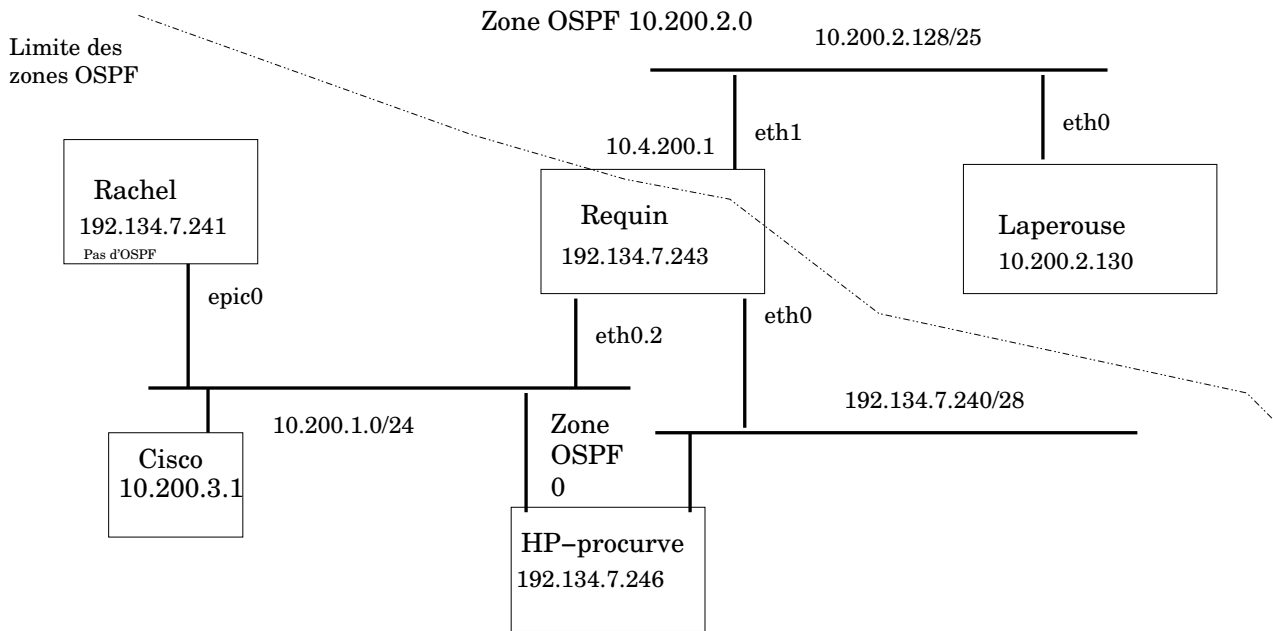 Zone OSPF 10.200.2.0
10.200.2.128/25
Limite des
zones OSPF
eth1
eth0
10.4.200.1
Rachel
192.134.7.241
Pas d'OSPF
Requin
192.134.7.243
Laperouse
10.200.2.130
epic0
eth0.2
eth0
10.200.1.0/24
192.134.7.240/28
Zone
OSPF
0
Cisco
10.200.3.1
HP−procurve
192.134.7.246